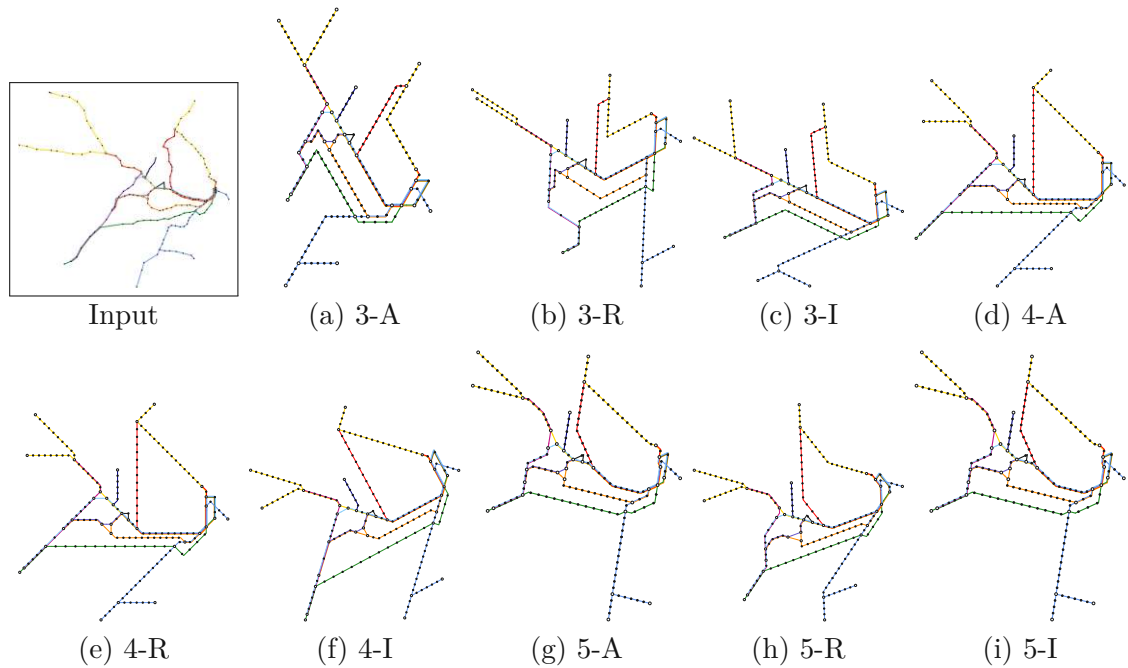 Input
(a) 3-A
(b) 3-R
(c) 3-I
(d) 4-A
(e) 4-R
(f) 4-I
(g) 5-A
(h) 5-R
(i) 5-I